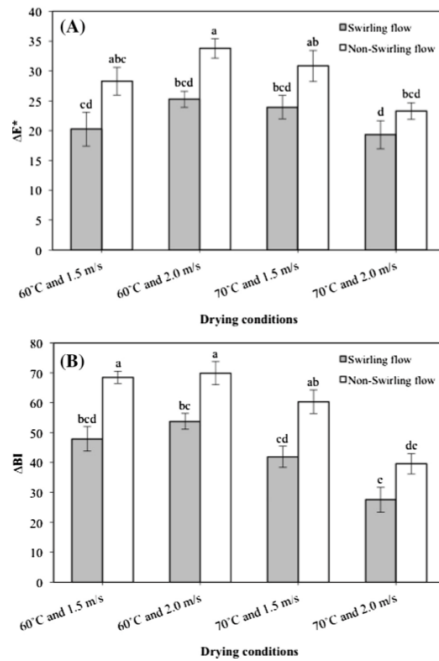 (A)
Swirling flow
Non-Swirling flow
ΔE*
40
35
30
25
20
15
10
5
0
cd
abc
bcd
a
bcd
ab
d
bcd
60˚C and 1.5 m/s
60˚C and 2.0 m/s
70˚C and 1.5 m/s
70˚C and 2.0 m/s
Drying conditions
(B)
Swirling flow
Non-Swirling flow
ΔBI
80
70
60
50
40
30
20
10
0
bcd
a
bc
a
cd
ab
c
dc
60˚C and 1.5 m/s
60˚C and 2.0 m/s
70˚C and 1.5 m/s
70˚C and 2.0 m/s
Drying conditions